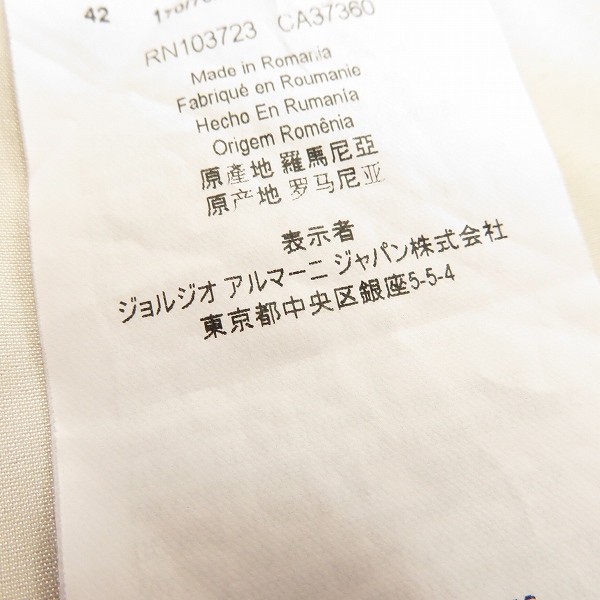 42
RN103723 CA37360
Made in Romania
Fabriqué en Roumanie
Hecho En Rumanía
Origem Romênia
原產地 羅馬尼亞
原产地 罗马尼亚
表示者
ジョルジオ アルマーニ ジャパン株式会社
東京都中央区銀座5-5-4